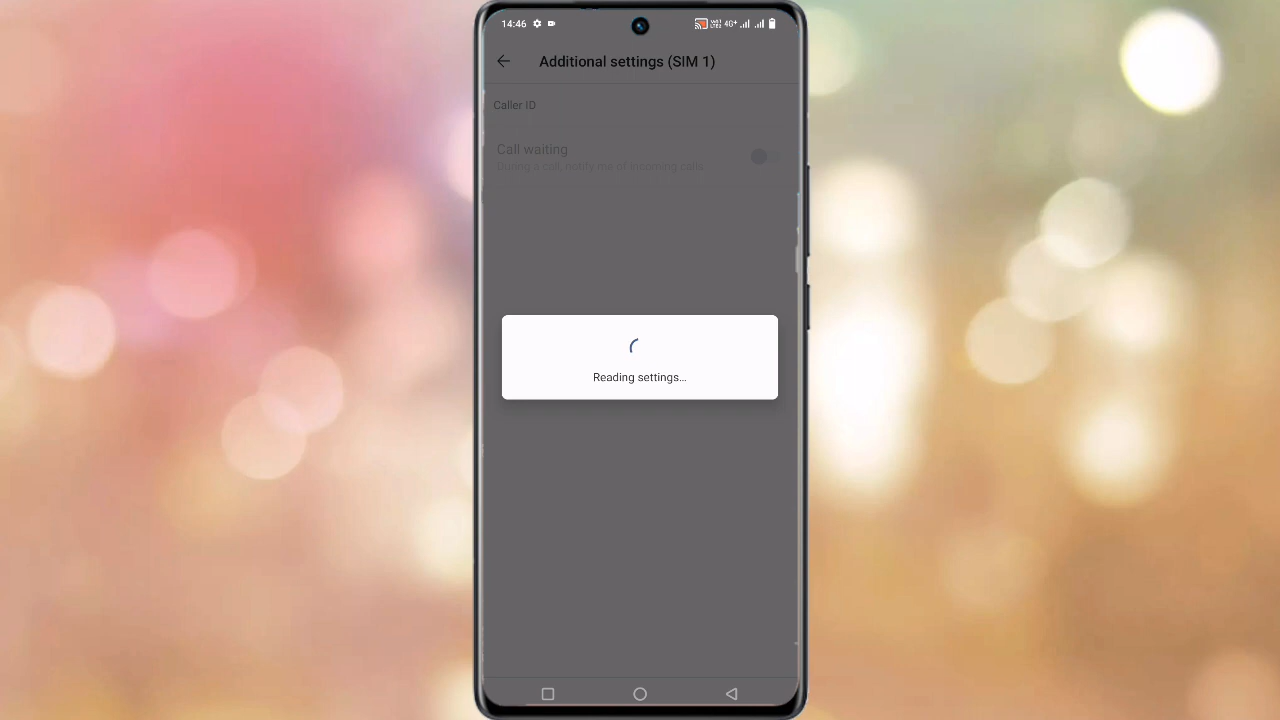 14:46 4G+
Additional settings (SIM 1)
Caller ID
Call waiting
During a call, notify me of incoming calls
Reading settings...